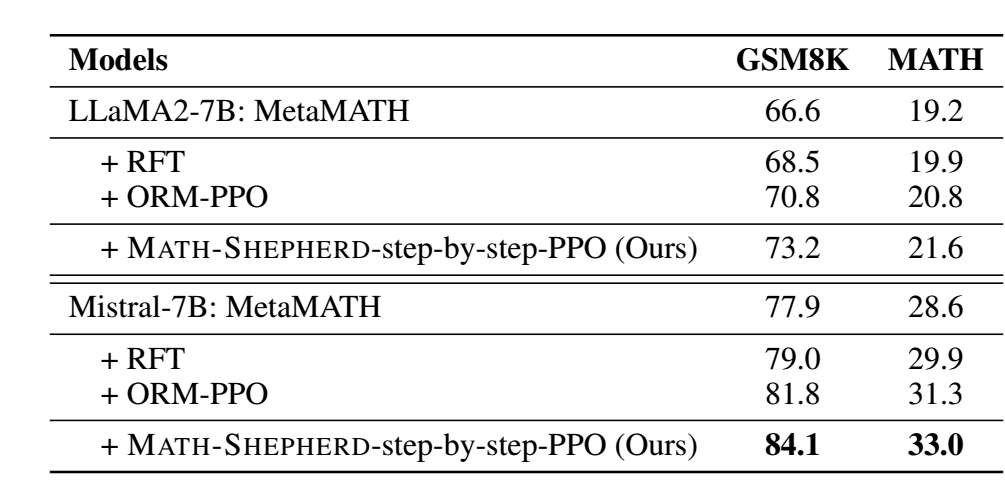 Models GSM8K MATH
LLaMA2-7B: MetaMATH 66.6 19.2
+ RFT 68.5 19.9
+ ORM-PPO 70.8 20.8
+ MATH-SHEPHERD-step-by-step-PPO (Ours) 73.2 21.6
Mistral-7B: MetaMATH 77.9 28.6
+ RFT 79.0 29.9
+ ORM-PPO 81.8 31.3
+ MATH-SHEPHERD-step-by-step-PPO (Ours) 84.1 33.0